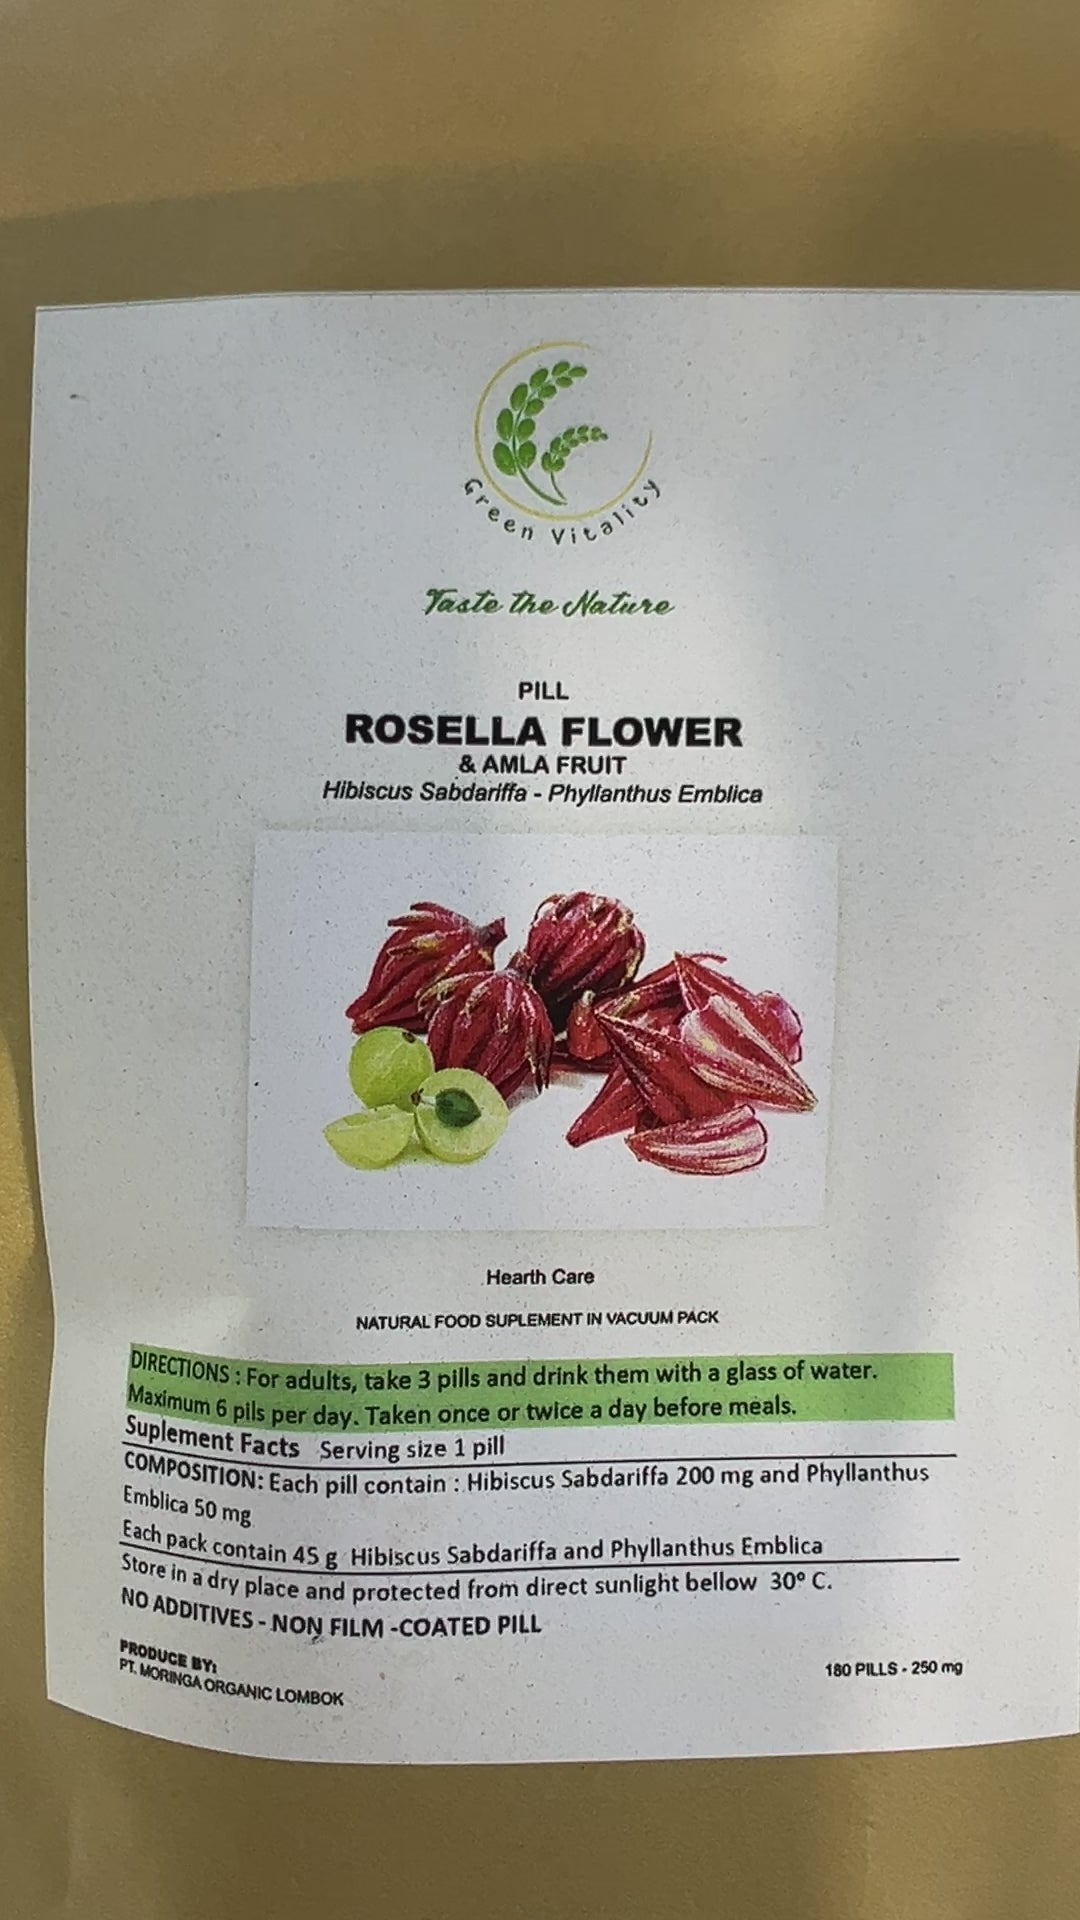 Green Vitality
Taste the Nature
PILL
ROSELLA FLOWER
& AMLA FRUIT
Hibiscus Sabdariffa - Phyllanthus Emblica
Hearth Care
NATURAL FOOD SUPLEMENT IN VACUUM PACK
DIRECTIONS : For adults, take 3 pills and drink them with a glass of water.
Maximum 6 pils per day. Taken once or twice a day before meals.
Suplement Facts Serving size 1 pill
COMPOSITION: Each pill contain : Hibiscus Sabdariffa 200 mg and Phyllanthus
Emblica 50 mg
Each pack contain 45 g Hibiscus Sabdariffa and Phyllanthus Emblica
Store in a dry place and protected from direct sunlight bellow 30° C.
NO ADDITIVES - NON FILM -COATED PILL
PRODUCE BY:
PT. MORINGA ORGANIC LOMBOK
180 PILLS - 250 mg